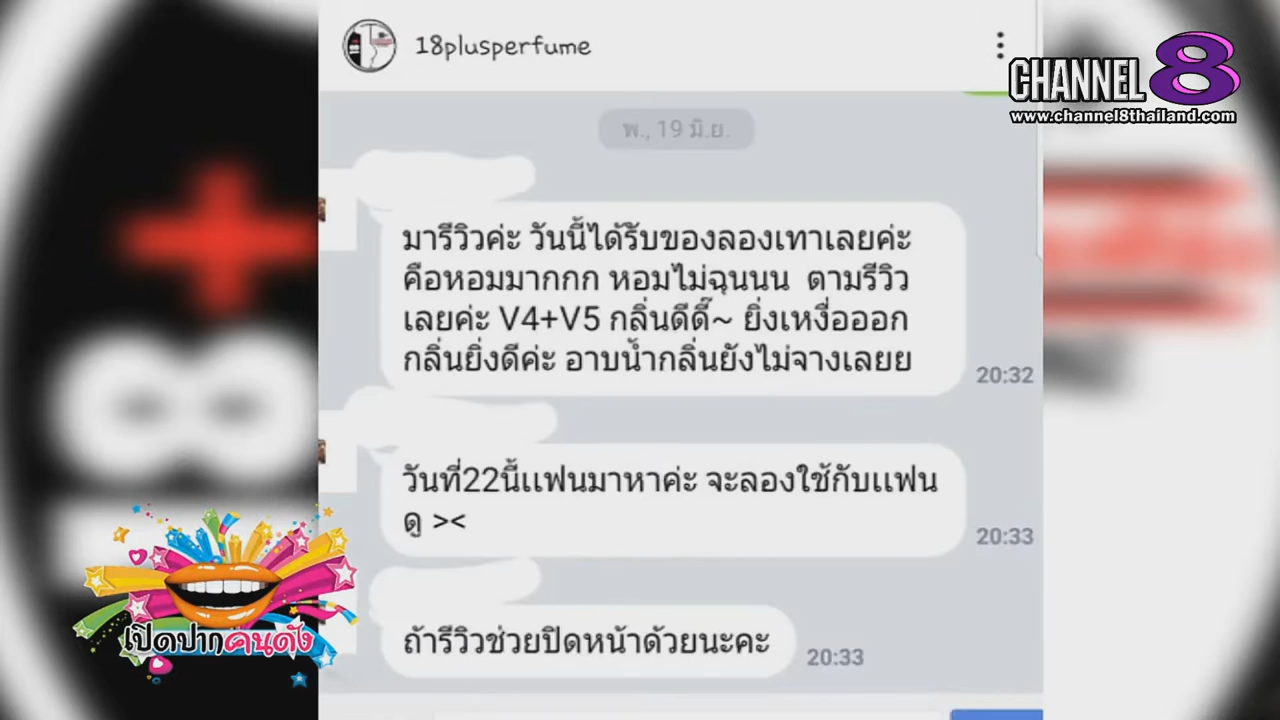 18plusperfume
CHANNEL 8
www.channel8thailand.com
พ., 19 มิ.ย.
มารีวิวค่ะ วันนี้ได้รับของลองเทาเลยค่ะ
คือหอมมากกก หอมไม่ฉุนนน ตามรีวิว
เลยค่ะ V4+V5 กลิ่นดีดี๊~ ยิ่งเหงื่อออก
กลิ่นยิ่งดีค่ะ อาบน้ำกลิ่นยังไม่จางเลยย
20:32
วันที่22นี้แฟนมาหาค่ะ จะลองใช้กับแฟน
ดู ><
20:33
ถ้ารีวิวช่วยปิดหน้าด้วยนะคะ
20:33
เปิดปากคนดัง
18
+